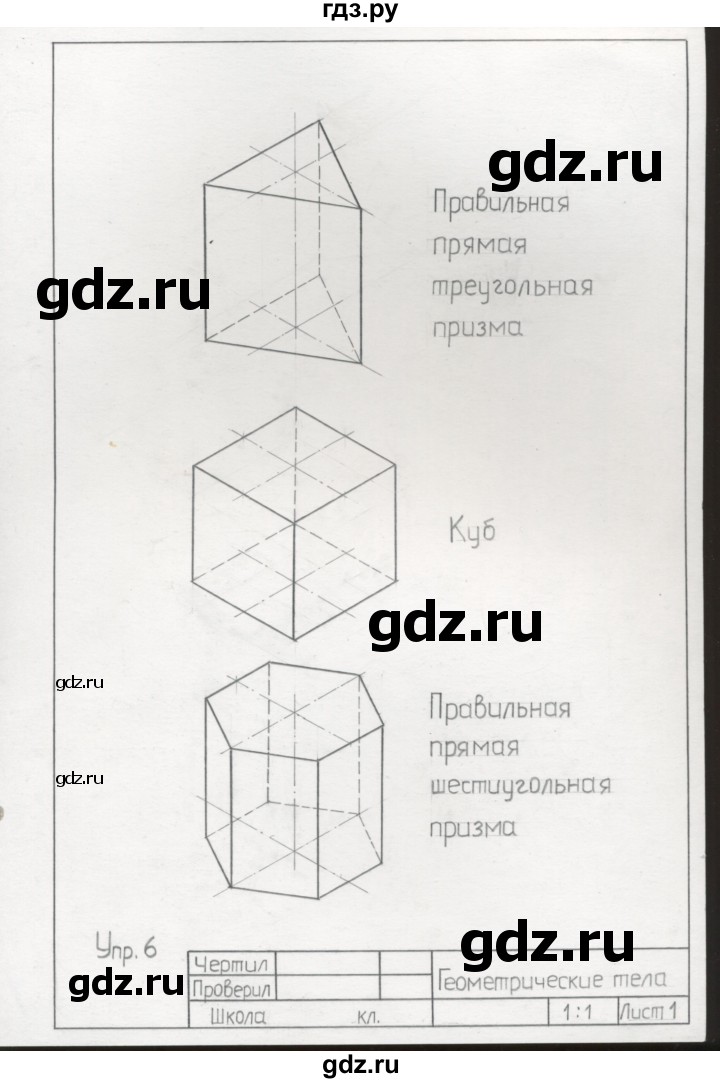 гдз.ру
gdz.ru
Правильная
прямая
треугольная
призма
gdz.ru
Куб
gdz.ru
gdz.ru
Правильная
прямая
шестиугольная
призма
gdz.ru
Упр. 6
gdz.ru
Чертил
Геометрические тела
gdz.ru
Проверил
Школа кл.
1:1
Лист 1
gdz.ru